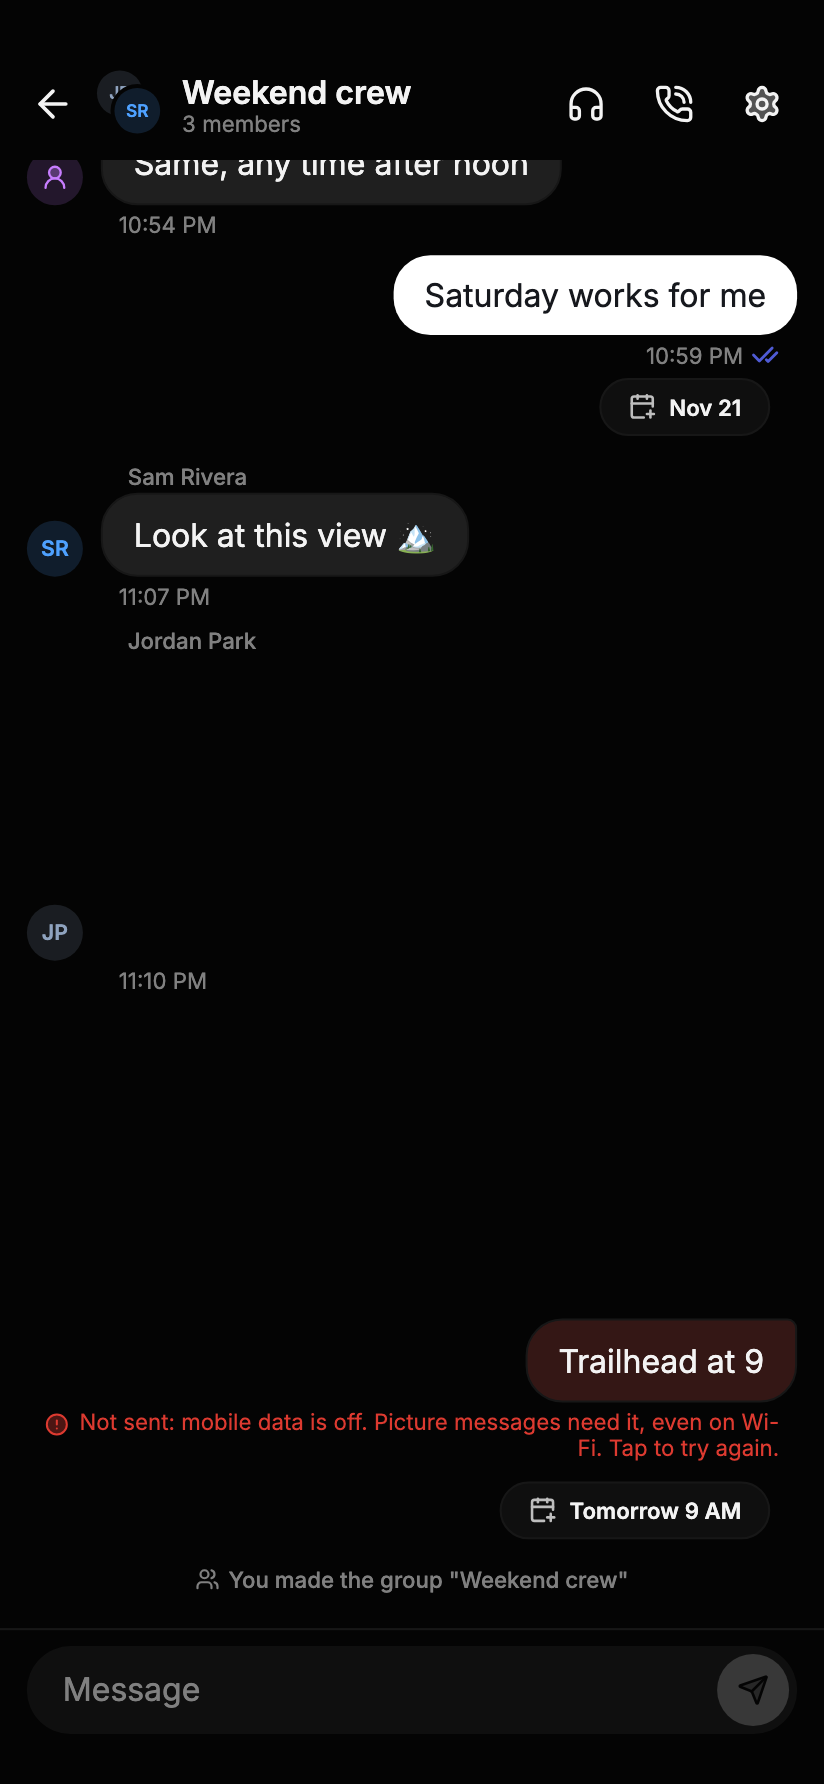 JP
SR
Weekend crew
3 members
Same, any time after noon
10:54 PM
Saturday works for me
10:59 PM
Nov 21
Sam Rivera
SR
Look at this view
11:07 PM
Jordan Park
JP
11:10 PM
Trailhead at 9
Not sent: mobile data is off. Picture messages need it, even on Wi-
Fi. Tap to try again.
Tomorrow 9 AM
You made the group "Weekend crew"
Message